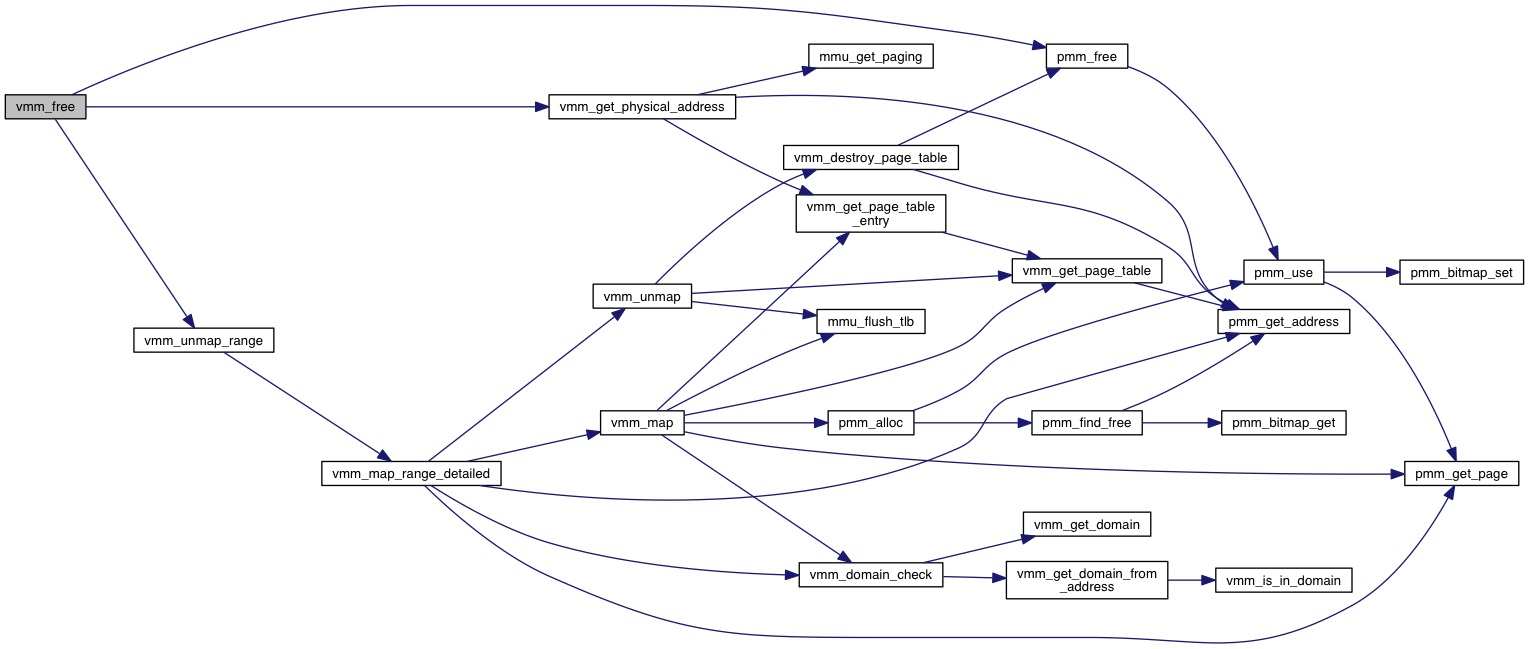 mmu_get_paging
pmm_free
vmm_free
vmm_get_physical_address
vmm_destroy_page_table
vmm_get_page_table
_entry
vmm_get_page_table
pmm_use
pmm_bitmap_set
vmm_unmap
mmu_flush_tlb
pmm_get_address
vmm_unmap_range
vmm_map
pmm_alloc
pmm_find_free
pmm_bitmap_get
vmm_map_range_detailed
pmm_get_page
vmm_get_domain
vmm_domain_check
vmm_get_domain_from
_address
vmm_is_in_domain